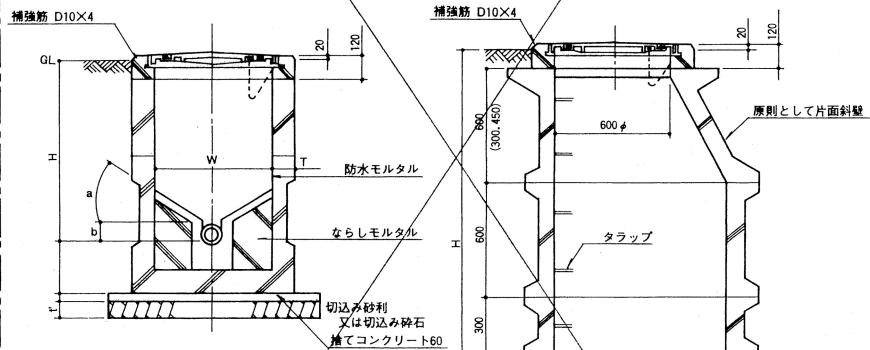 補強筋 D10×4
GL
20
120
H
W
T
a
b
防水モルタル
ならしモルタル
切込み砂利
又は切込み砕石
捨てコンクリート60
補強筋 D10×4
20
120
600
(300.450)
600φ
原則として片面斜壁
H
600
タラップ
300